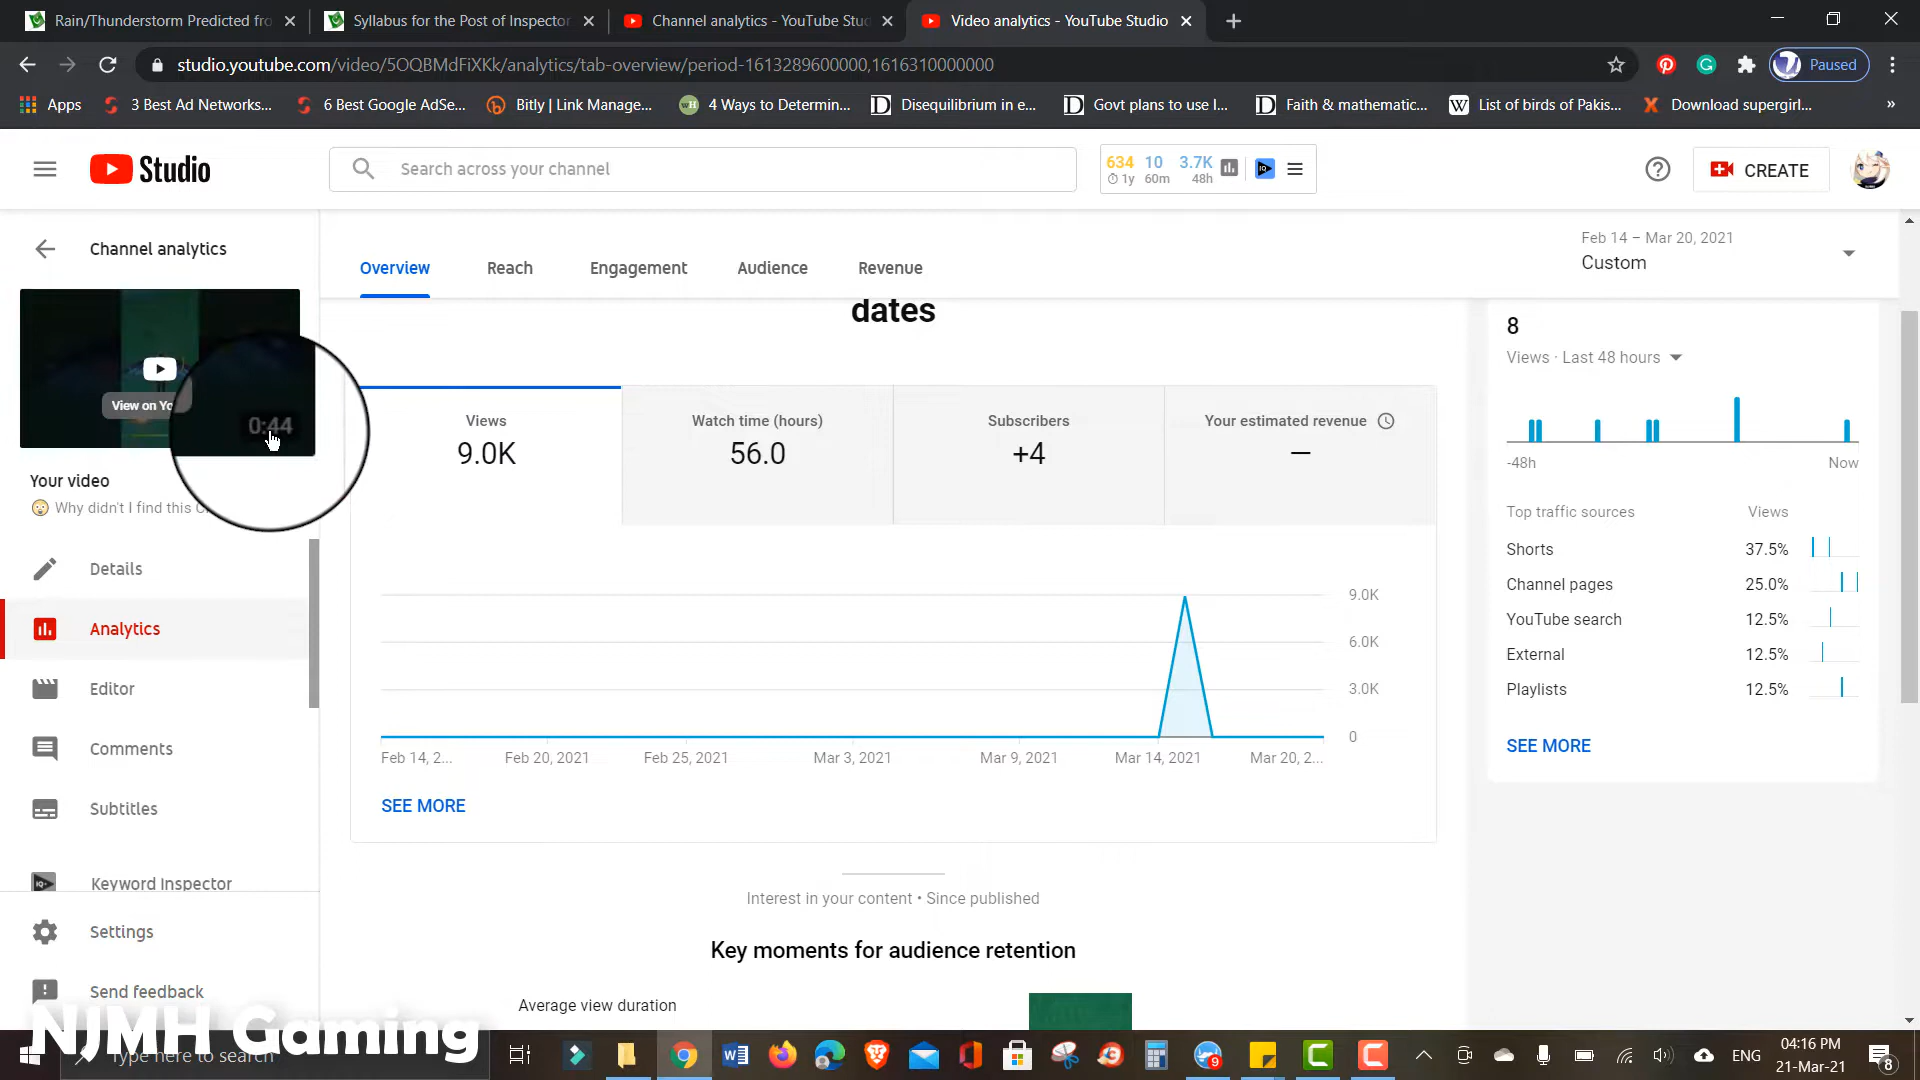 Rain/Thunderstorm Predicted fro
Syllabus for the Post of Inspector
Channel analytics - YouTube Stu
Video analytics - YouTube Studio
studio.youtube.com/video/5OQBMdFiXKk/analytics/tab-overview/period-1613289600000,1616310000000
Paused
Apps
3 Best Ad Networks...
6 Best Google AdSe...
Bitly | Link Manage...
4 Ways to Determin...
Disequilibrium in e...
Govt plans to use I...
Faith & mathematic...
List of birds of Pakis...
Download supergirl...
Studio
Search across your channel
634 10 3.7K
1y 60m 48h
CREATE
Channel analytics
Overview
Reach
Engagement
Audience
Revenue
Feb 14 – Mar 20, 2021
Custom
dates
View on Yo
0:44
Your video
Why didn't I find this
Details
Analytics
Editor
Comments
Subtitles
Keyword Inspector
Settings
Send feedback
Views
9.0K
Watch time (hours)
56.0
Subscribers
+4
Your estimated revenue
—
9.0K
6.0K
3.0K
0
Feb 14, 2...
Feb 20, 2021
Feb 25, 2021
Mar 3, 2021
Mar 9, 2021
Mar 14, 2021
Mar 20, 2...
SEE MORE
Interest in your content • Since published
Key moments for audience retention
Average view duration
8
Views · Last 48 hours
-48h
Now
Top traffic sources
Views
Shorts 37.5%
Channel pages 25.0%
YouTube search 12.5%
External 12.5%
Playlists 12.5%
SEE MORE
NJMH Gaming
Type here to search
9
ENG
04:16 PM
21-Mar-21
8